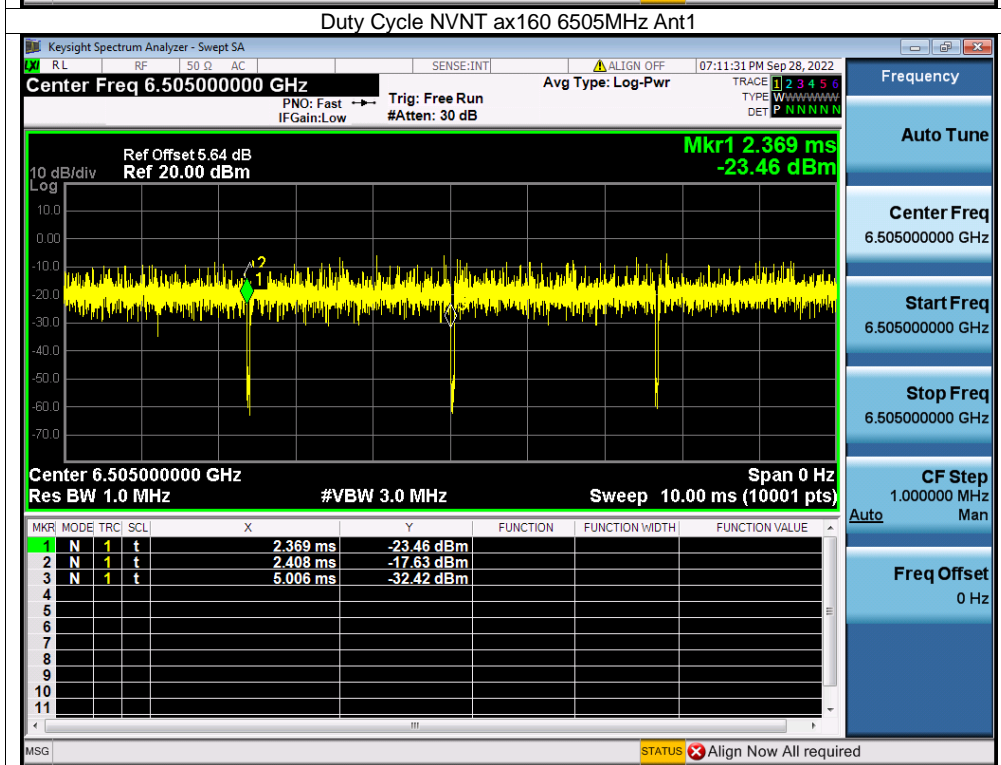 Duty Cycle NVNT ax160 6505MHz Ant1
Keysight Spectrum Analyzer - Swept SA
LXI RL RF 50 Ω AC SENSE:INT ALIGN OFF 07:11:31 PM Sep 28, 2022
Center Freq 6.505000000 GHz
PNO: Fast
IFGain:Low
Trig: Free Run
#Atten: 30 dB
Avg Type: Log-Pwr
TRACE 1 2 3 4 5 6
TYPE WWWWWW
DET P N N N N N
Ref Offset 5.64 dB
Ref 20.00 dBm
10 dB/div
Log
Mkr1 2.369 ms
-23.46 dBm
10.0
0.00
-10.0
-20.0
-30.0
-40.0
-50.0
-60.0
-70.0
2
1
Center 6.505000000 GHz
Span 0 Hz
Res BW 1.0 MHz
#VBW 3.0 MHz
Sweep 10.00 ms (10001 pts)
MKR MODE TRC SCL X Y FUNCTION FUNCTION WIDTH FUNCTION VALUE
1 N 1 t 2.369 ms -23.46 dBm
2 N 1 t 2.408 ms -17.63 dBm
3 N 1 t 5.006 ms -32.42 dBm
4
5
6
7
8
9
10
11
MSG
STATUS Align Now All required
Frequency
Auto Tune
Center Freq
6.505000000 GHz
Start Freq
6.505000000 GHz
Stop Freq
6.505000000 GHz
CF Step
1.000000 MHz
Auto Man
Freq Offset
0 Hz